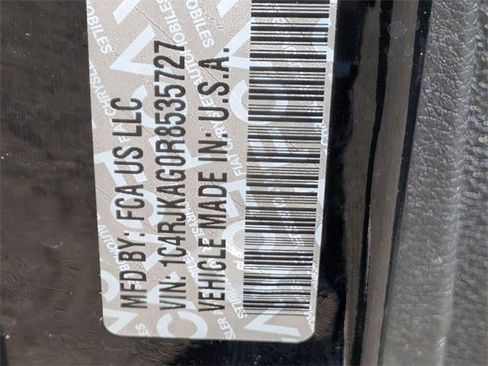 MFD BY: FCA US LLC
VIN: 1C4RJKAG0R8535727
VEHICLE MADE IN U.S.A.